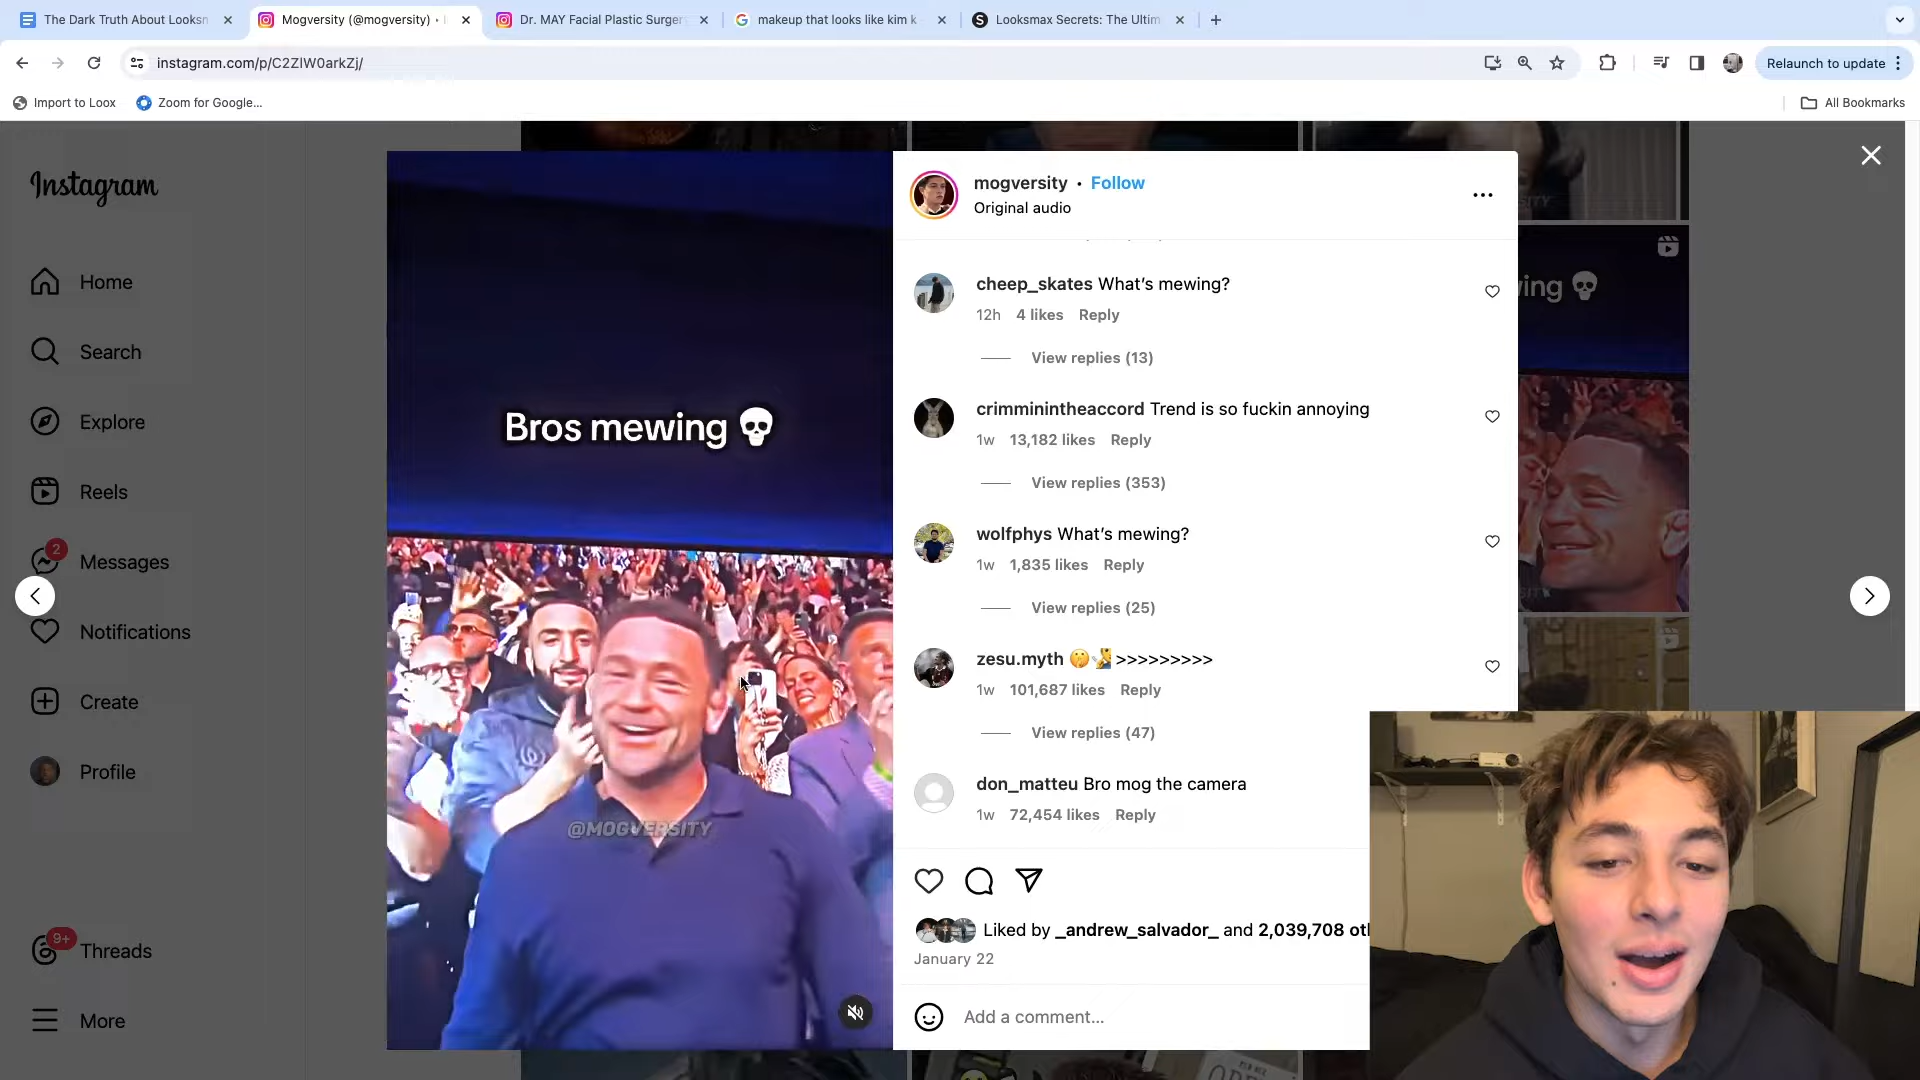 The Dark Truth About Looksm
Mogversity (@mogversity) •
Dr. MAY Facial Plastic Surger
makeup that looks like kim k
Looksmax Secrets: The Ultim
instagram.com/p/C2ZIW0arkZj/
Relaunch to update
Import to Loox
Zoom for Google...
All Bookmarks
Instagram
Home
Search
Explore
Reels
2
Messages
Notifications
Create
Profile
9+
Threads
More
Bros mewing 💀
@MOGVERSITY
mogversity • Follow
Original audio
cheep_skates What's mewing?
12h 4 likes Reply
View replies (13)
crimminintheaccord Trend is so fuckin annoying
1w 13,182 likes Reply
View replies (353)
wolfphys What's mewing?
1w 1,835 likes Reply
View replies (25)
zesu.myth 🤫🧏>>>>>>>>>
1w 101,687 likes Reply
View replies (47)
don_matteu Bro mog the camera
1w 72,454 likes Reply
Liked by _andrew_salvador_ and 2,039,708 oth
January 22
Add a comment...
wing 💀